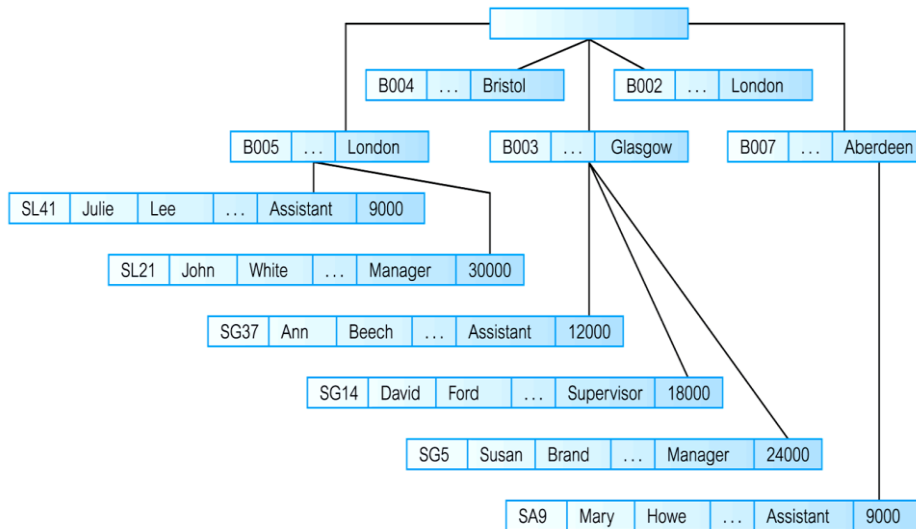 B004 ... Bristol
B002 ... London
B005 ... London
B003 ... Glasgow
B007 ... Aberdeen
SL41 Julie Lee ... Assistant 9000
SL21 John White ... Manager 30000
SG37 Ann Beech ... Assistant 12000
SG14 David Ford ... Supervisor 18000
SG5 Susan Brand ... Manager 24000
SA9 Mary Howe ... Assistant 9000